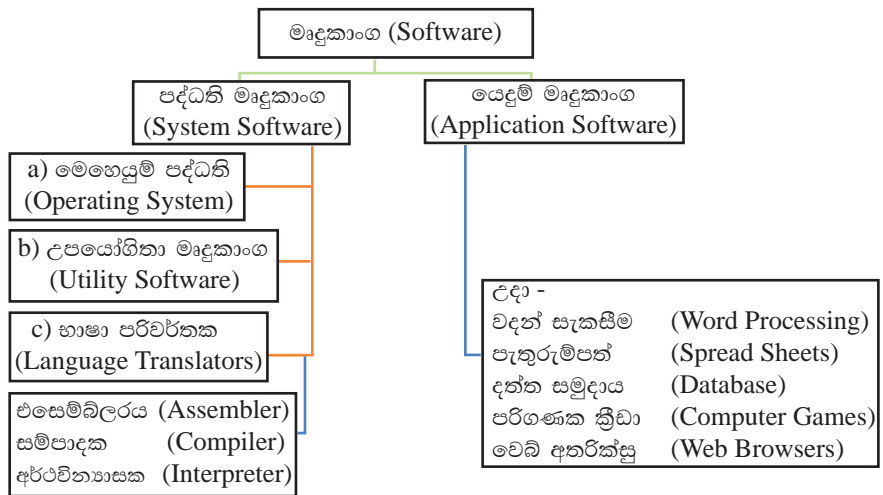 මෘදුකාංග (Software)
පද්ධති මෘදුකාංග
(System Software)
යෙදුම් මෘදුකාංග
(Application Software)
a) මෙහෙයුම් පද්ධති
(Operating System)
b) උපයෝගිතා මෘදුකාංග
(Utility Software)
c) භාෂා පරිවර්තක
(Language Translators)
එසෙම්බ්ලරය (Assembler)
සම්පාදක (Compiler)
අර්ථවින්‍යාසක (Interpreter)
උදා -
වදන් සැකසීම (Word Processing)
පැතුරුම්පත් (Spread Sheets)
දත්ත සමුදාය (Database)
පරිගණක ක්‍රීඩා (Computer Games)
වෙබ් අතරික්සු (Web Browsers)